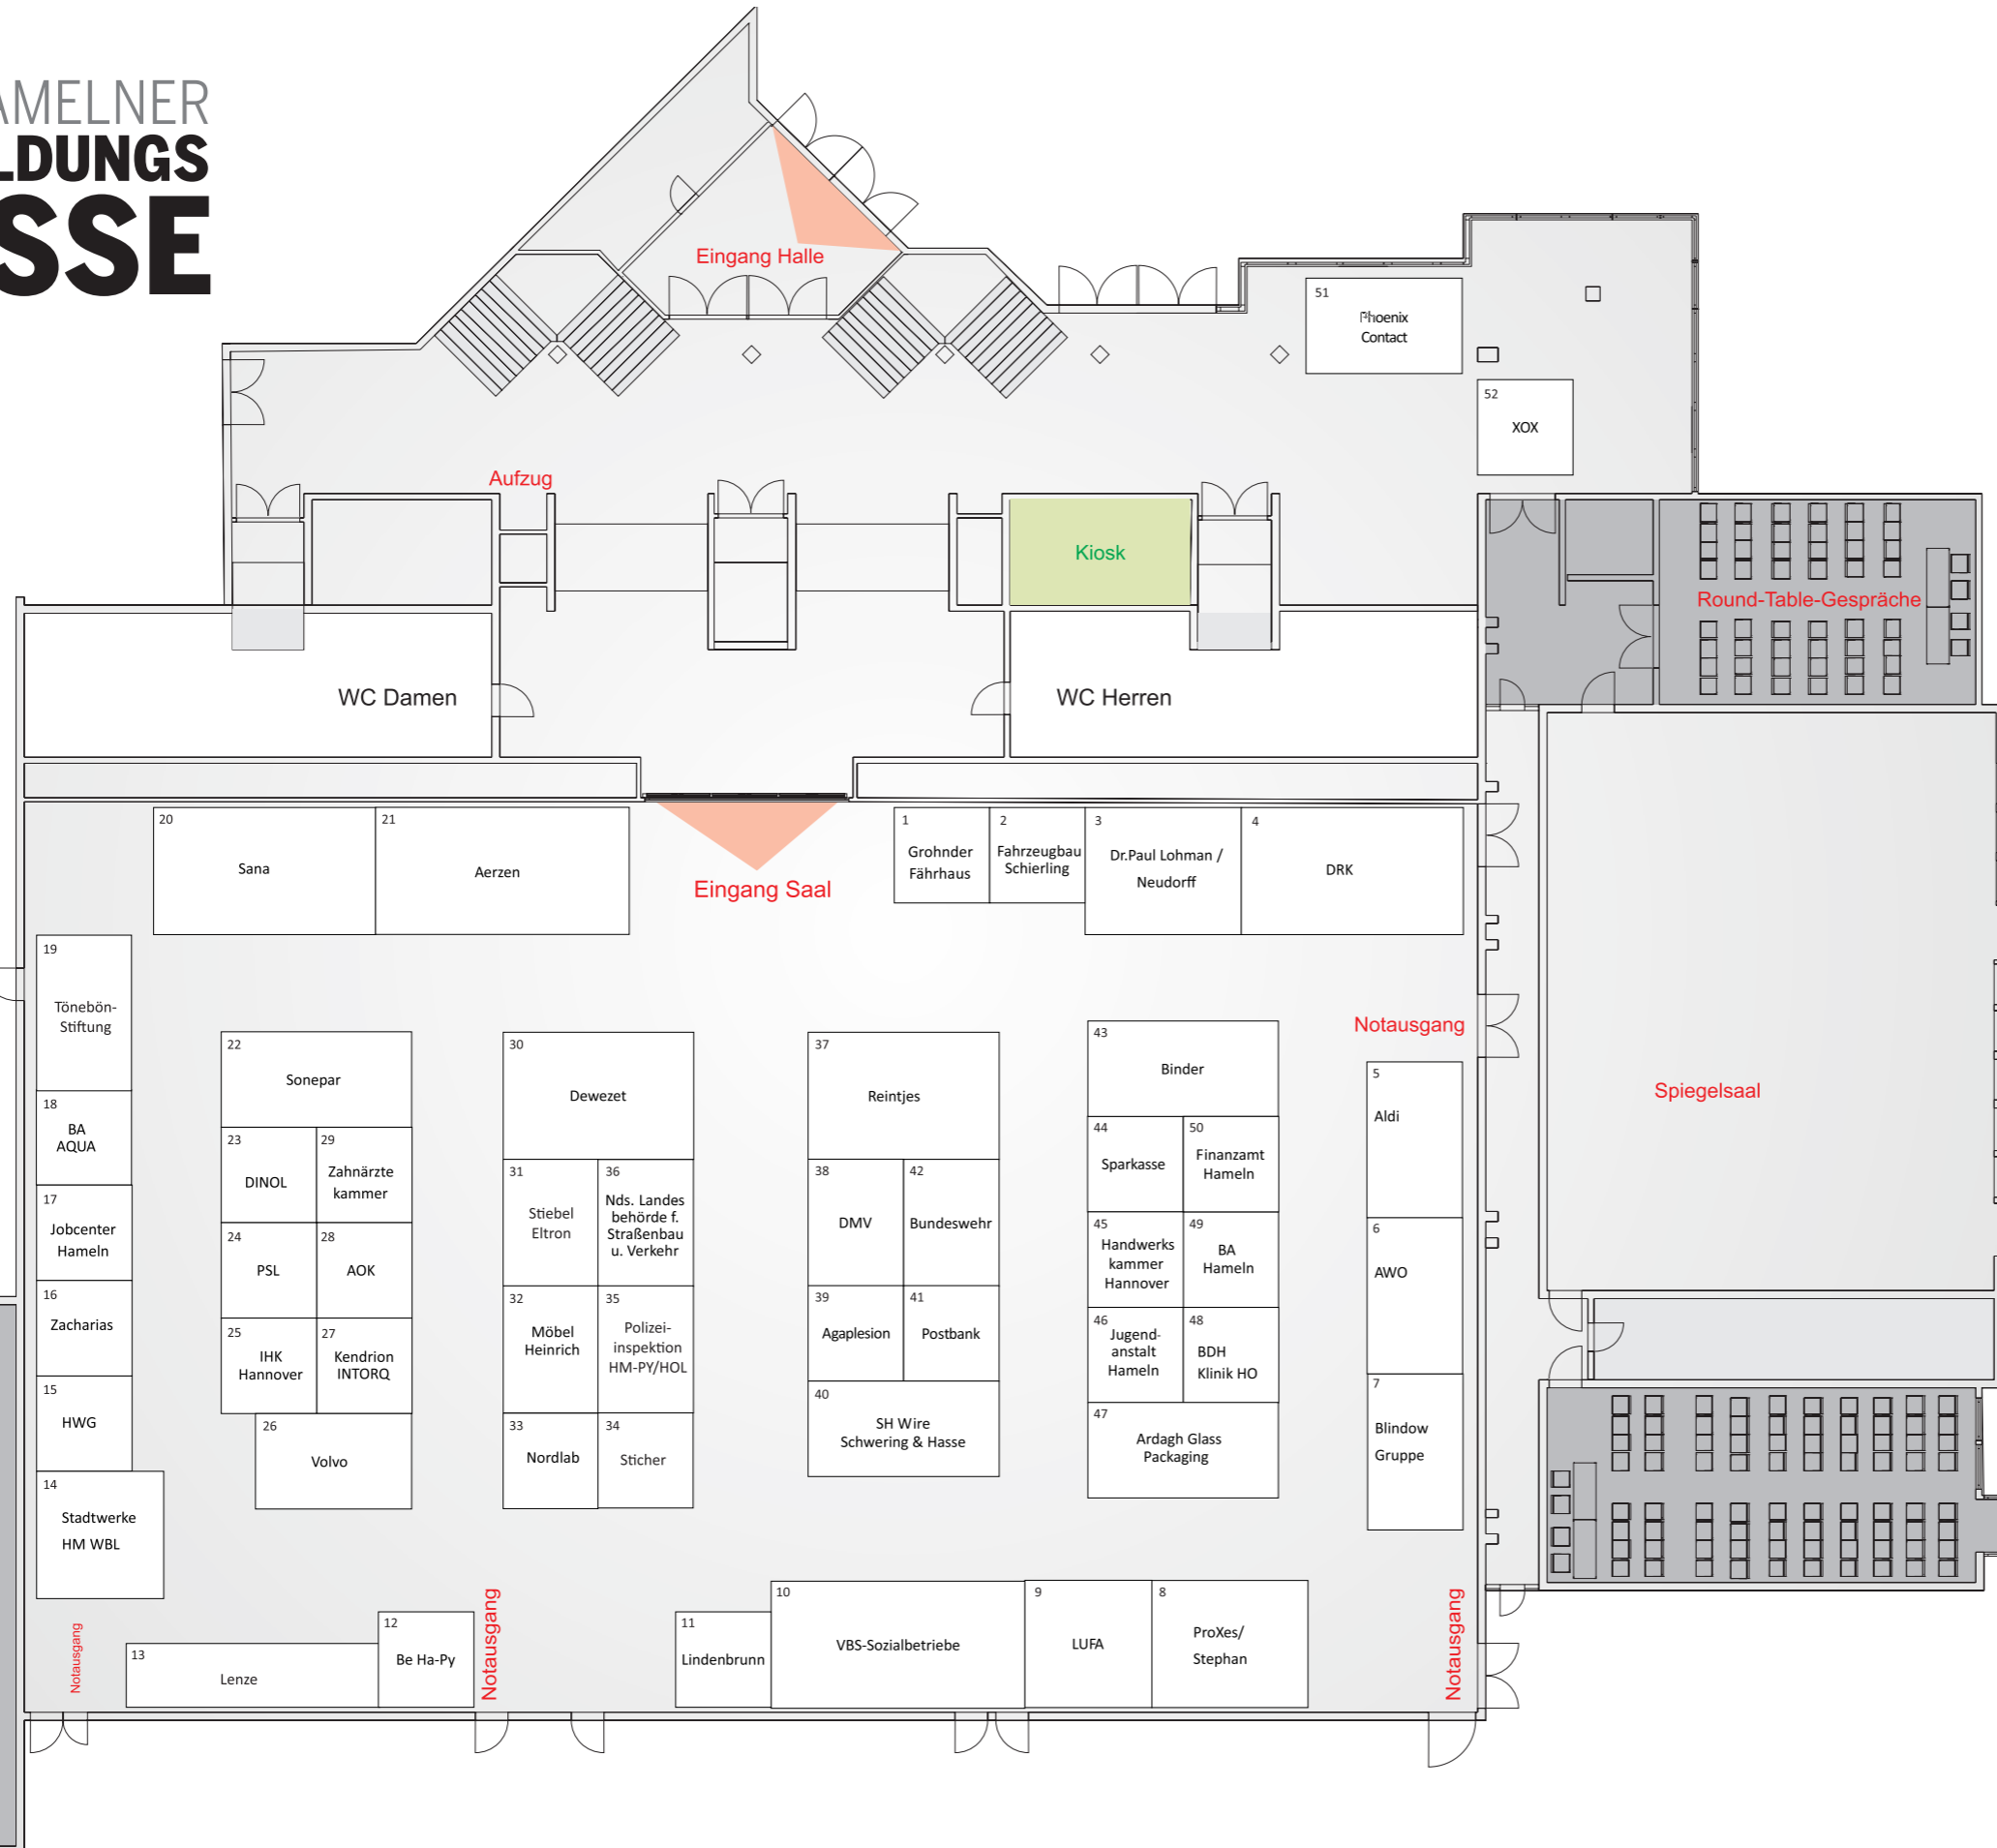 AMELNER
LDUNGS
SSE
Eingang Halle
51
Phoenix
Contact
52
XOX
Aufzug
Kiosk
Round-Table-Gespräche
WC Damen
WC Herren
20
Sana
21
Aerzen
Eingang Saal
1
Grohnder
Fährhaus
2
Fahrzeugbau
Schierling
3
Dr.Paul Lohman /
Neudorff
4
DRK
19
Tönebön-
Stiftung
18
BA
AQUA
17
Jobcenter
Hameln
16
Zacharias
15
HWG
14
Stadtwerke
HM WBL
22
Sonepar
23
DINOL
29
Zahnärzte
kammer
24
PSL
28
AOK
25
IHK
Hannover
27
Kendrion
INTORQ
26
Volvo
30
Dewezet
31
Stiebel
Eltron
36
Nds. Landes
behörde f.
Straßenbau
u. Verkehr
32
Möbel
Heinrich
35
Polizei-
inspektion
HM-PY/HOL
33
Nordlab
34
Sticher
37
Reintjes
38
DMV
42
Bundeswehr
39
Agaplesion
41
Postbank
40
SH Wire
Schwering & Hasse
43
Binder
44
Sparkasse
50
Finanzamt
Hameln
45
Handwerks
kammer
Hannover
49
BA
Hameln
46
Jugend-
anstalt
Hameln
48
BDH
Klinik HO
47
Ardagh Glass
Packaging
Notausgang
5
Aldi
6
AWO
7
Blindow
Gruppe
Spiegelsaal
Notausgang
13
Lenze
12
Be Ha-Py
Notausgang
11
Lindenbrunn
10
VBS-Sozialbetriebe
9
LUFA
8
ProXes/
Stephan
Notausgang